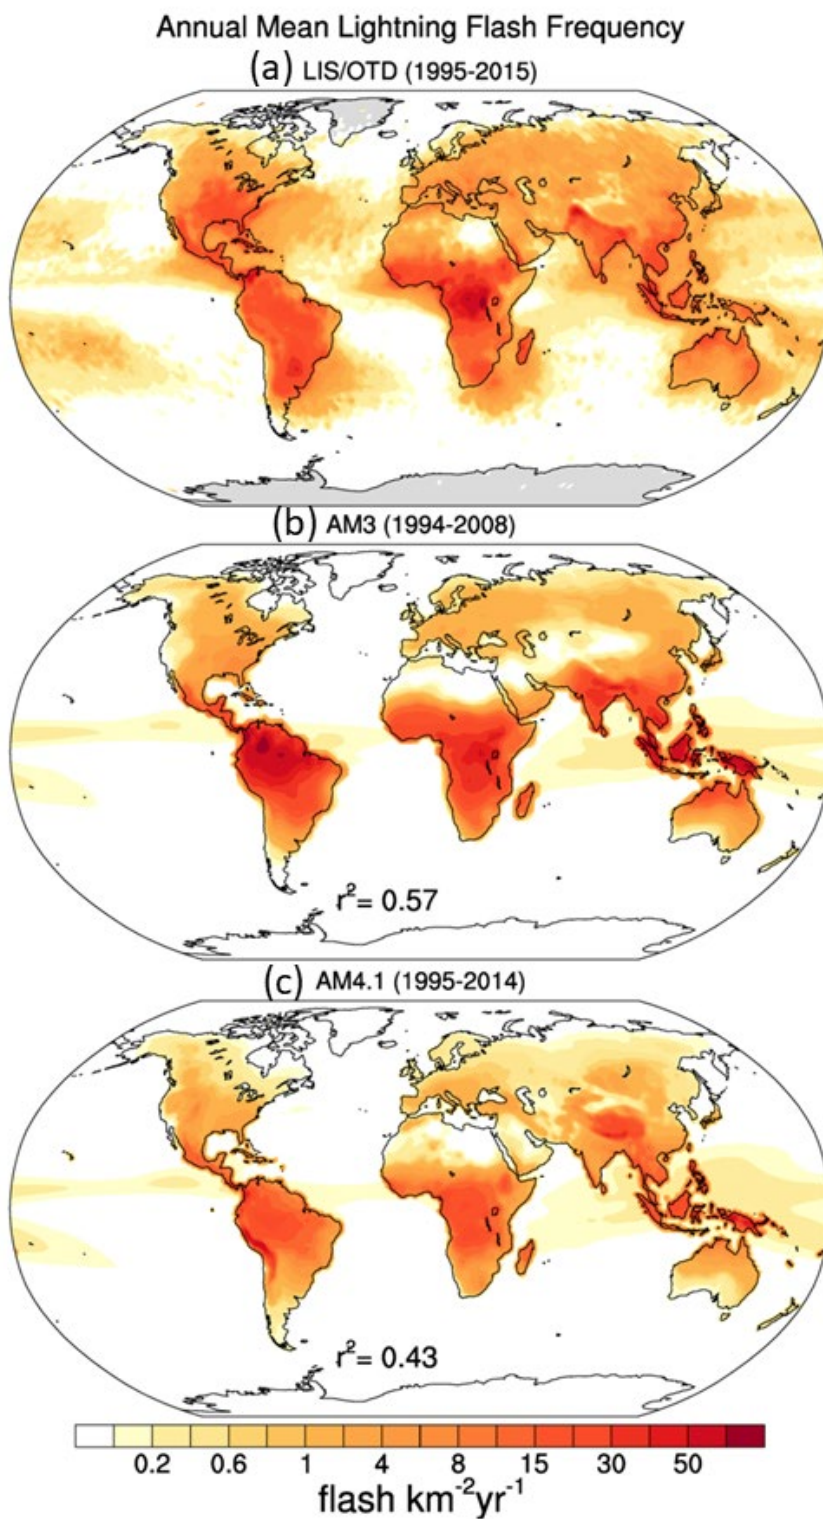 Annual Mean Lightning Flash Frequency
(a) LIS/OTD (1995-2015)
(b) AM3 (1994-2008)
r²= 0.57
(c) AM4.1 (1995-2014)
r²= 0.43
0.2 0.6 1 4 8 15 30 50
flash km⁻²yr⁻¹